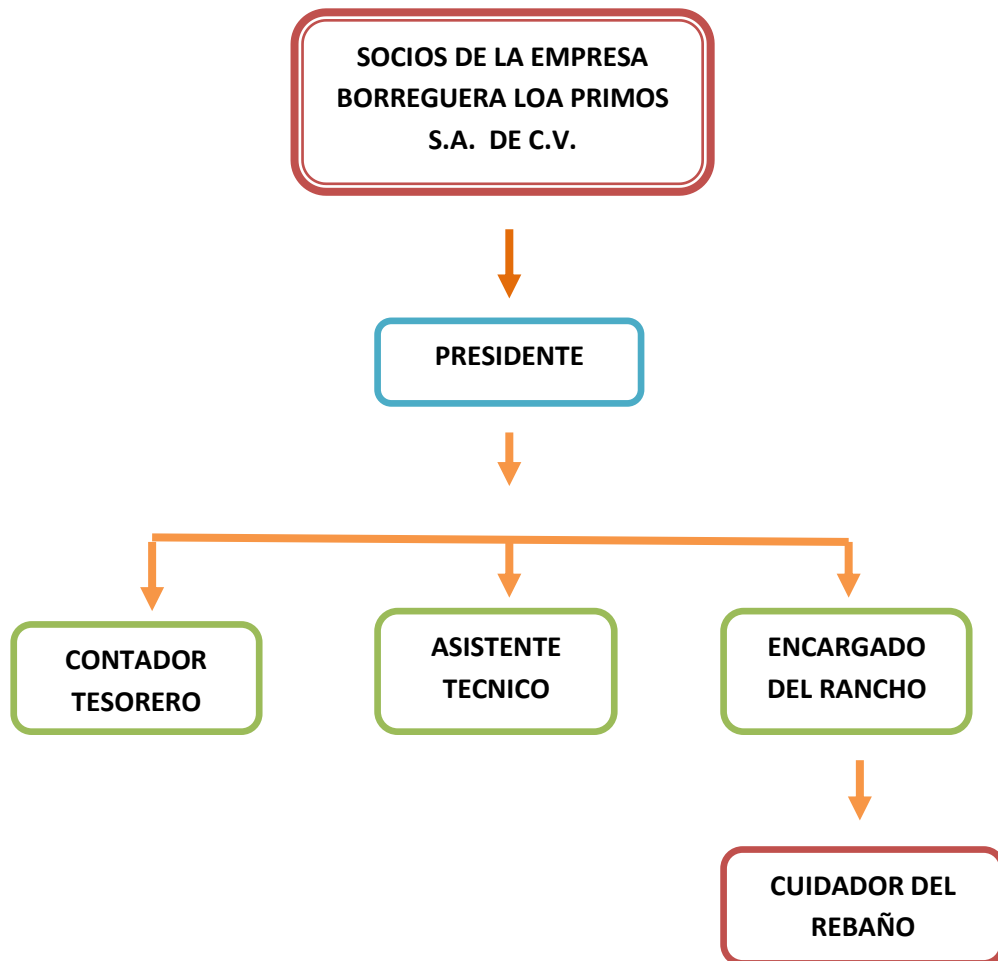 SOCIOS DE LA EMPRESA
BORREGUERA LOA PRIMOS
S.A. DE C.V.
PRESIDENTE
CONTADOR
TESORERO
ASISTENTE
TECNICO
ENCARGADO
DEL RANCHO
CUIDADOR DEL
REBAÑO